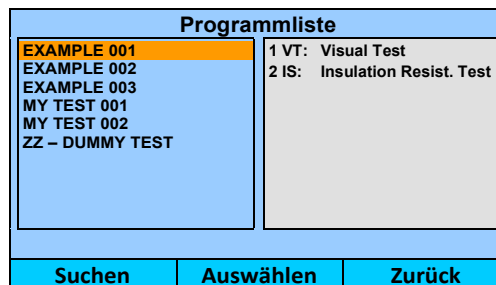 Programmliste
EXAMPLE 001
EXAMPLE 002
EXAMPLE 003
MY TEST 001
MY TEST 002
ZZ – DUMMY TEST
1 VT: Visual Test
2 IS: Insulation Resist. Test
Suchen Auswählen Zurück